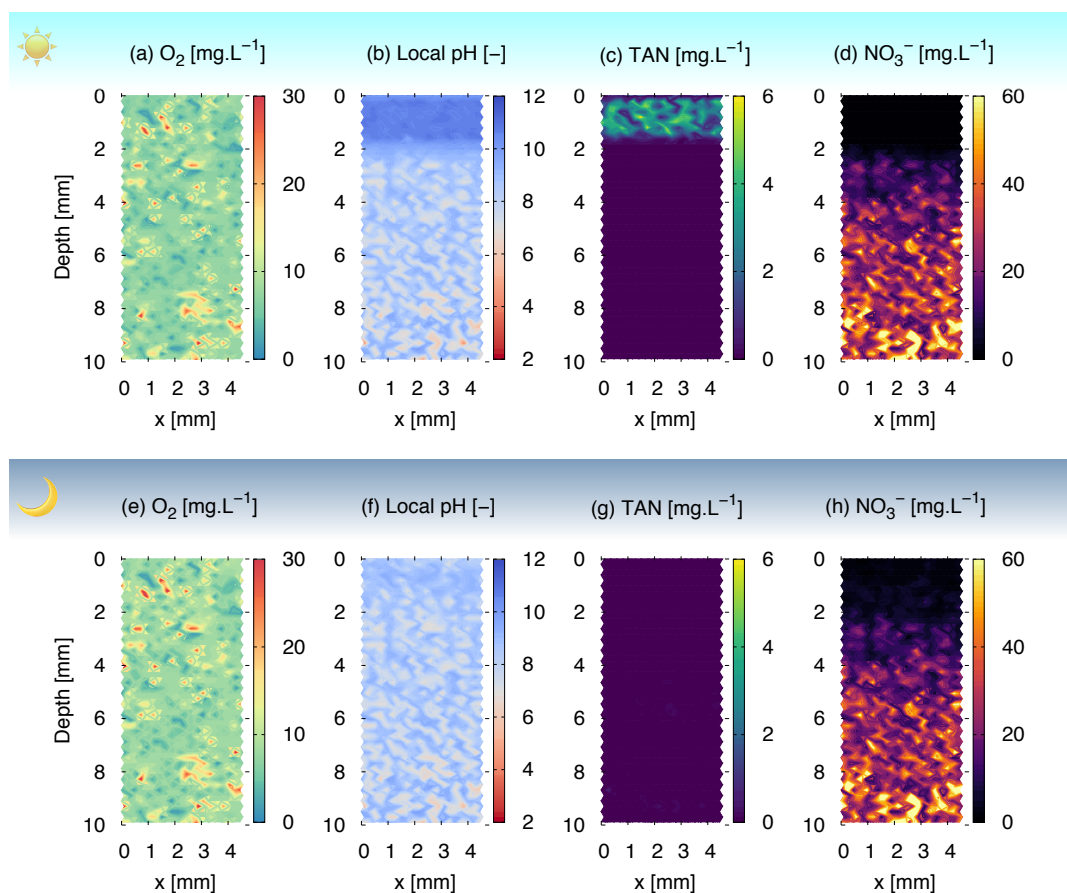 (a) O₂ [mg.L⁻¹] (b) Local pH [–] (c) TAN [mg.L⁻¹] (d) NO₃⁻ [mg.L⁻¹]
0 30 0 12 0 6 0 60
2 2 10 2 2
20 4 40
4 4 8 4 4
Depth [mm]
6 6 6 6 6
10 2 20
8 8 4 8 8
10 0 10 2 10 0 10 0
0 1 2 3 4 0 1 2 3 4 0 1 2 3 4 0 1 2 3 4
x [mm] x [mm] x [mm] x [mm]
(e) O₂ [mg.L⁻¹] (f) Local pH [–] (g) TAN [mg.L⁻¹] (h) NO₃⁻ [mg.L⁻¹]
0 30 0 12 0 6 0 60
2 2 10 2 2
20 4 40
4 4 8 4 4
Depth [mm]
6 6 6 6 6
10 2 20
8 8 4 8 8
10 0 10 2 10 0 10 0
0 1 2 3 4 0 1 2 3 4 0 1 2 3 4 0 1 2 3 4
x [mm] x [mm] x [mm] x [mm]